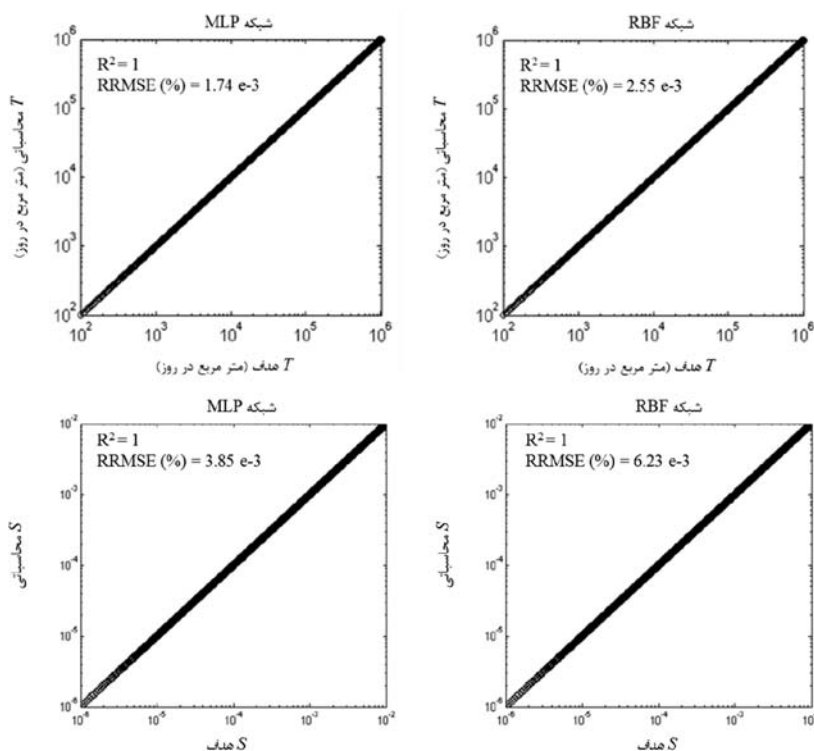 شبکه MLP
R² = 1
RRMSE (%) = 1.74 e-3
10⁶
10⁵
10⁴
10³
10²
T محاسباتی (متر مربع در روز)
10² 10³ 10⁴ 10⁵ 10⁶
T هدف (متر مربع در روز)
شبکه RBF
R² = 1
RRMSE (%) = 2.55 e-3
10⁶
10⁵
10⁴
10³
10²
T محاسباتی (متر مربع در روز)
10² 10³ 10⁴ 10⁵ 10⁶
T هدف (متر مربع در روز)
شبکه MLP
R² = 1
RRMSE (%) = 3.85 e-3
10⁻²
10⁻³
10⁻⁴
10⁻⁵
10⁻⁶
S محاسباتی
10⁻⁶ 10⁻⁵ 10⁻⁴ 10⁻³ 10⁻²
S هدف
شبکه RBF
R² = 1
RRMSE (%) = 6.23 e-3
10⁻²
10⁻³
10⁻⁴
10⁻⁵
10⁻⁶
S محاسباتی
10⁻⁶ 10⁻⁵ 10⁻⁴ 10⁻³ 10⁻²
S هدف